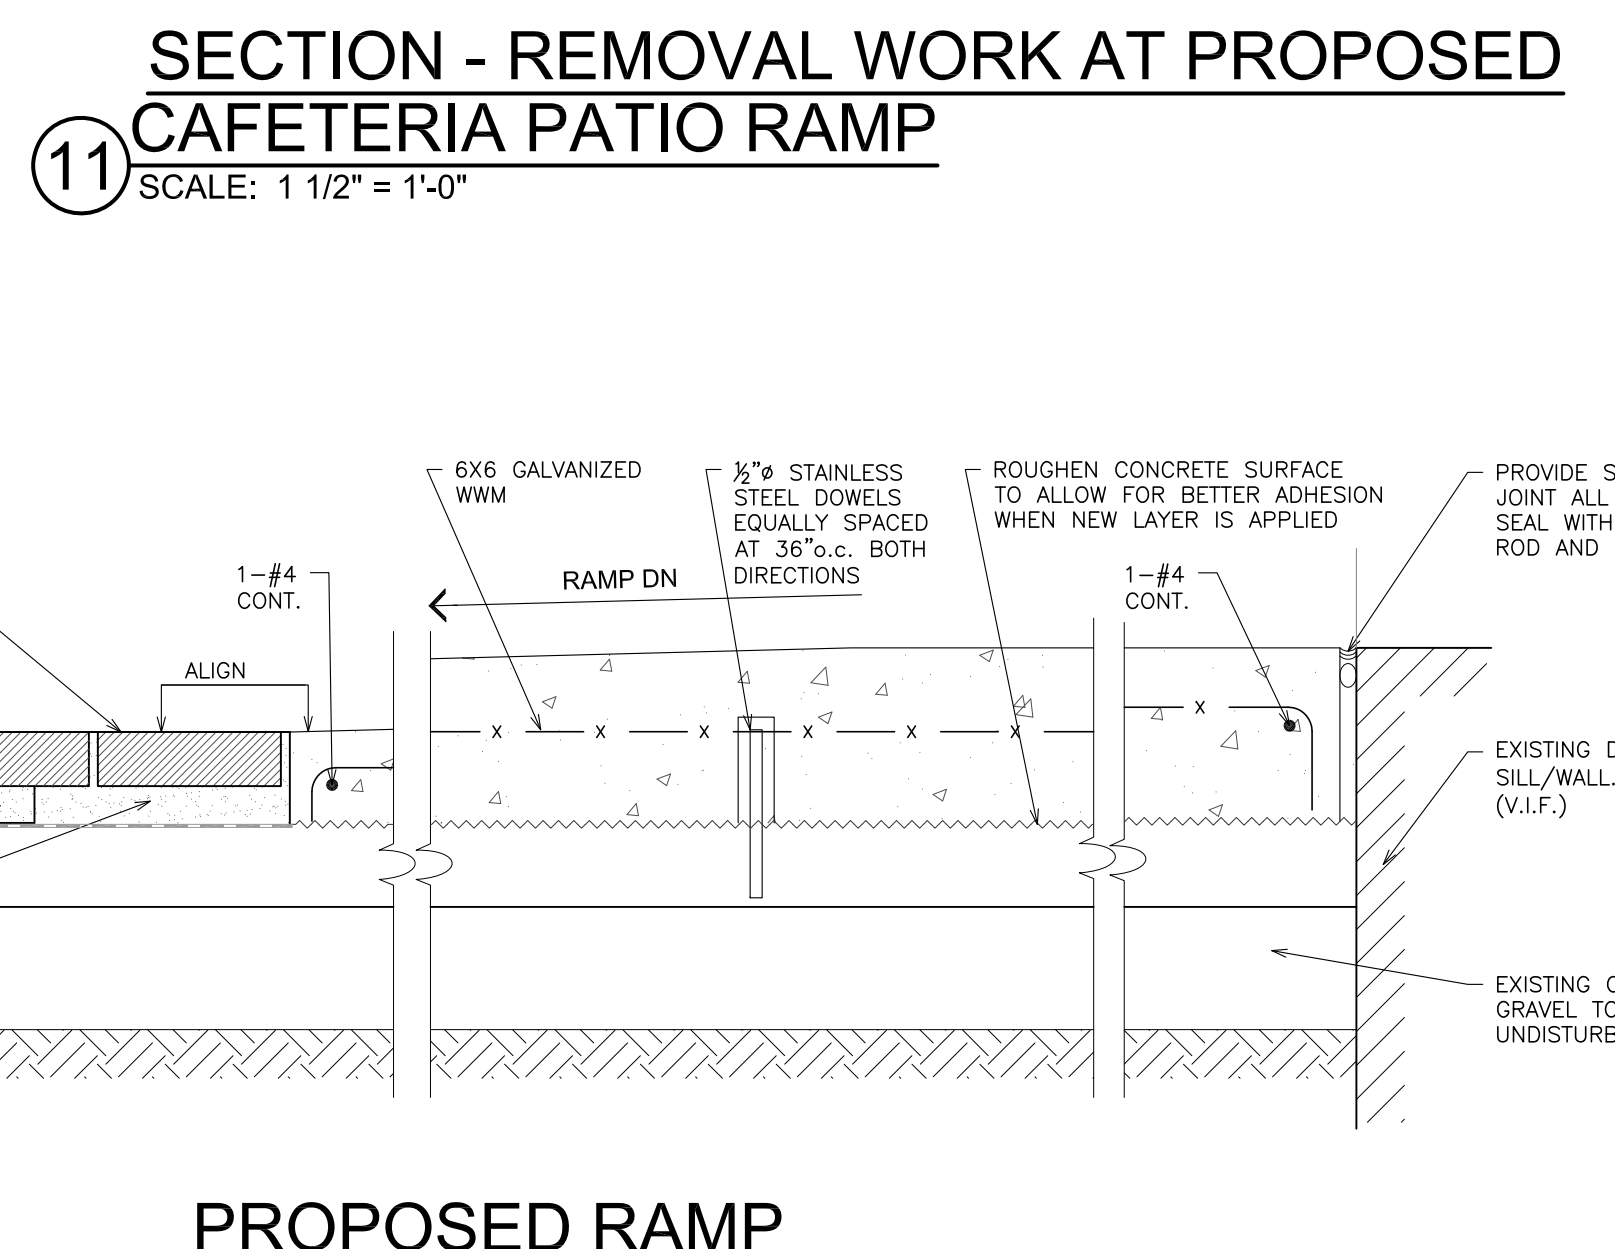 SECTION - REMOVAL WORK AT PROPOSED
CAFETERIA PATIO RAMP
11
SCALE: 1 1/2" = 1'-0"
6X6 GALVANIZED
WWM
½"ø STAINLESS
STEEL DOWELS
EQUALLY SPACED
AT 36"o.c. BOTH
DIRECTIONS
ROUGHEN CONCRETE SURFACE
TO ALLOW FOR BETTER ADHESION
WHEN NEW LAYER IS APPLIED
PROVIDE S
JOINT ALL
SEAL WITH
ROD AND
1-#4
CONT.
RAMP DN
1-#4
CONT.
ALIGN
X X X X X X X
EXISTING D
SILL/WALL.
(V.I.F.)
EXISTING
GRAVEL TO
UNDISTURB
PROPOSED RAMP